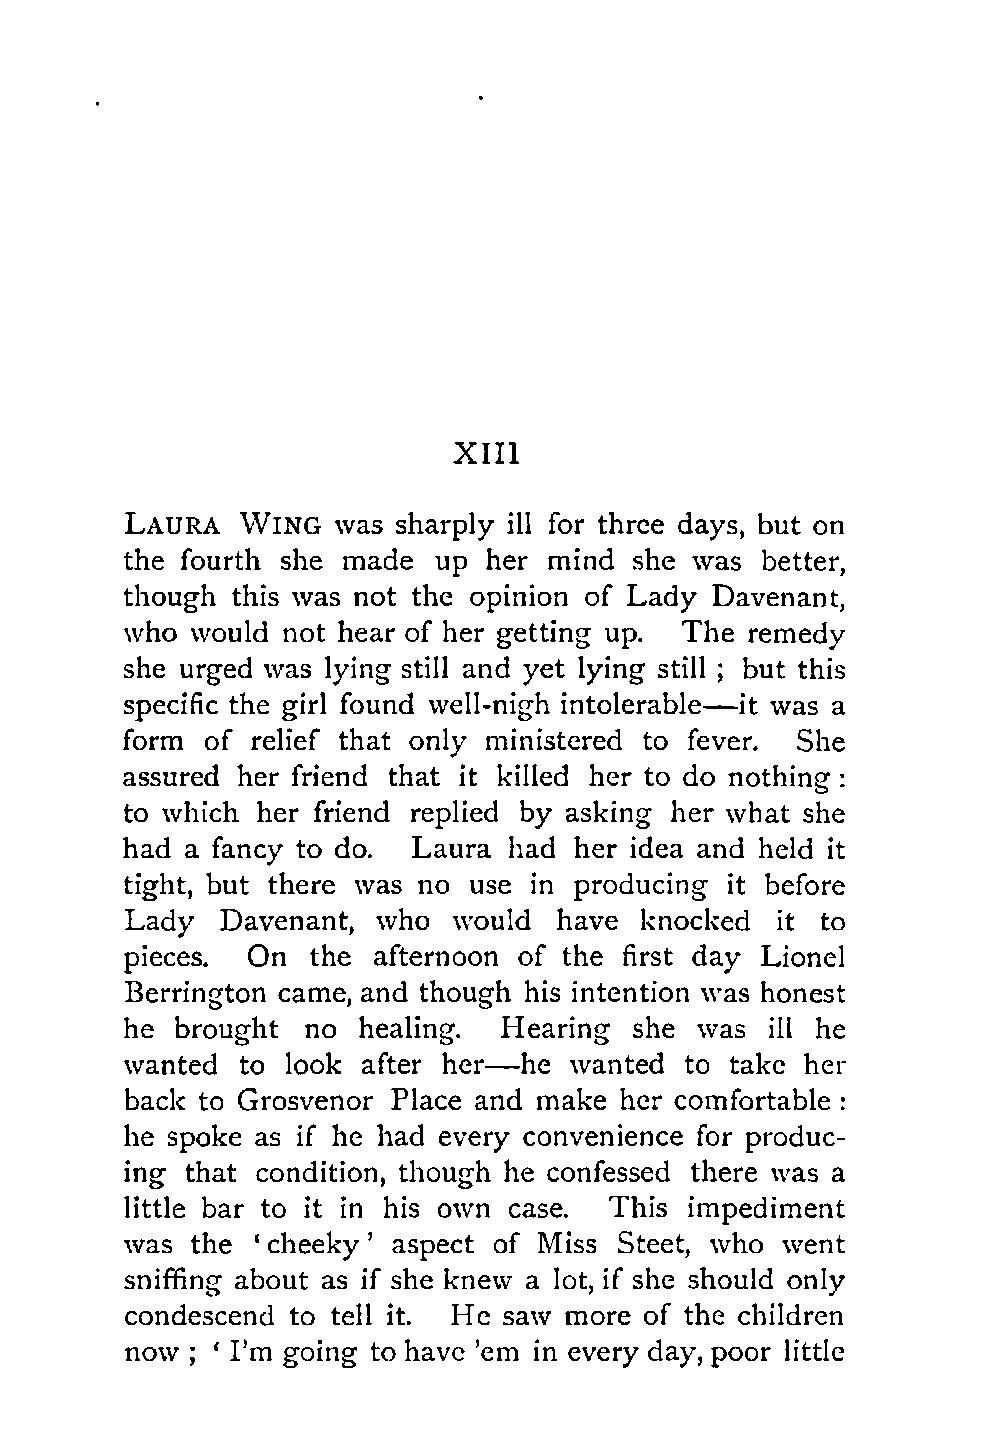 XIII
LAURA WING was sharply ill for three days, but on
the fourth she made up her mind she was better,
though this was not the opinion of Lady Davenant,
who would not hear of her getting up. The remedy
she urged was lying still and yet lying still ; but this
specific the girl found well-nigh intolerable—it was a
form of relief that only ministered to fever. She
assured her friend that it killed her to do nothing :
to which her friend replied by asking her what she
had a fancy to do. Laura had her idea and held it
tight, but there was no use in producing it before
Lady Davenant, who would have knocked it to
pieces. On the afternoon of the first day Lionel
Berrington came, and though his intention was honest
he brought no healing. Hearing she was ill he
wanted to look after her—he wanted to take her
back to Grosvenor Place and make her comfortable :
he spoke as if he had every convenience for produc-
ing that condition, though he confessed there was a
little bar to it in his own case. This impediment
was the ‘ cheeky ’ aspect of Miss Steet, who went
sniffing about as if she knew a lot, if she should only
condescend to tell it. He saw more of the children
now ; ‘ I’m going to have ’em in every day, poor little